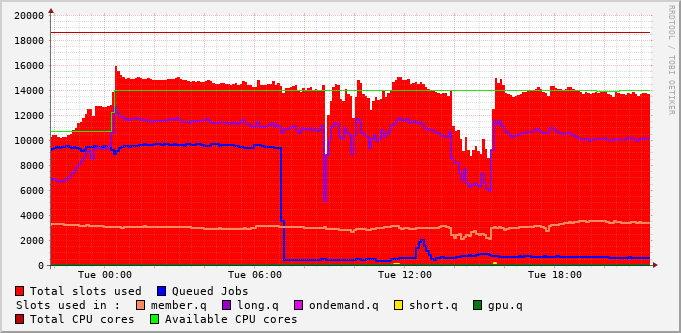 20000
18000
16000
14000
12000
10000
8000
6000
4000
2000
0
Tue 00:00 Tue 06:00 Tue 12:00 Tue 18:00
RRDTOOL / TOBI OETIKER
Total slots used Queued Jobs
Slots used in : member.q long.q ondemand.q short.q gpu.q
Total CPU cores Available CPU cores